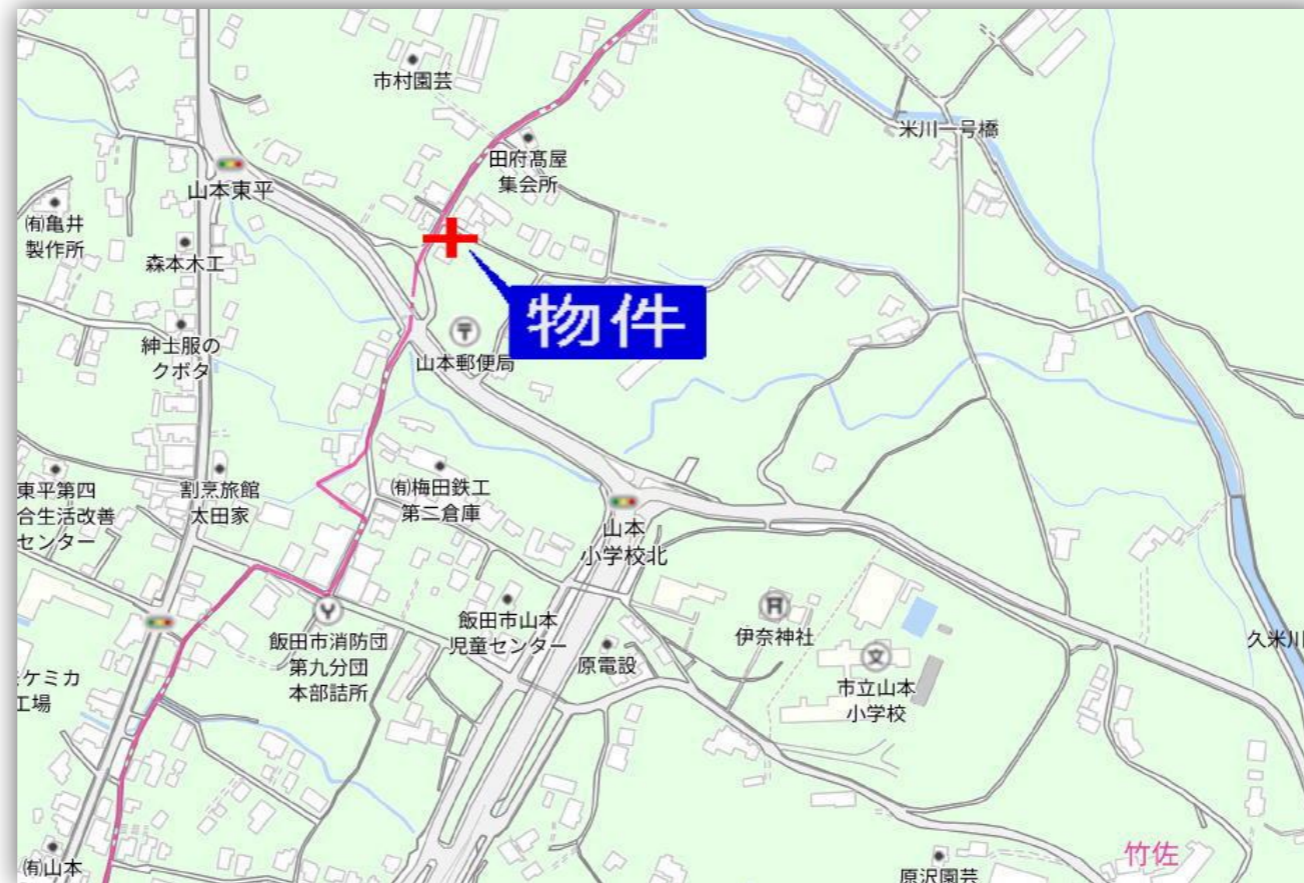 市村園芸
米川一号橋
田府髙屋
集会所
山本東平
㈲亀井
製作所
森本木工
物件
紳士服の
クボタ
山本郵便局
東平第四
合生活改善
センター
割烹旅館
太田家
㈲梅田鉄工
第二倉庫
山本
小学校北
飯田市消防団
第九分団
本部詰所
飯田市山本
児童センター
原電設
伊奈神社
市立山本
小学校
久米川
ケミカ
工場
竹佐
㈲山本
原沢園芸